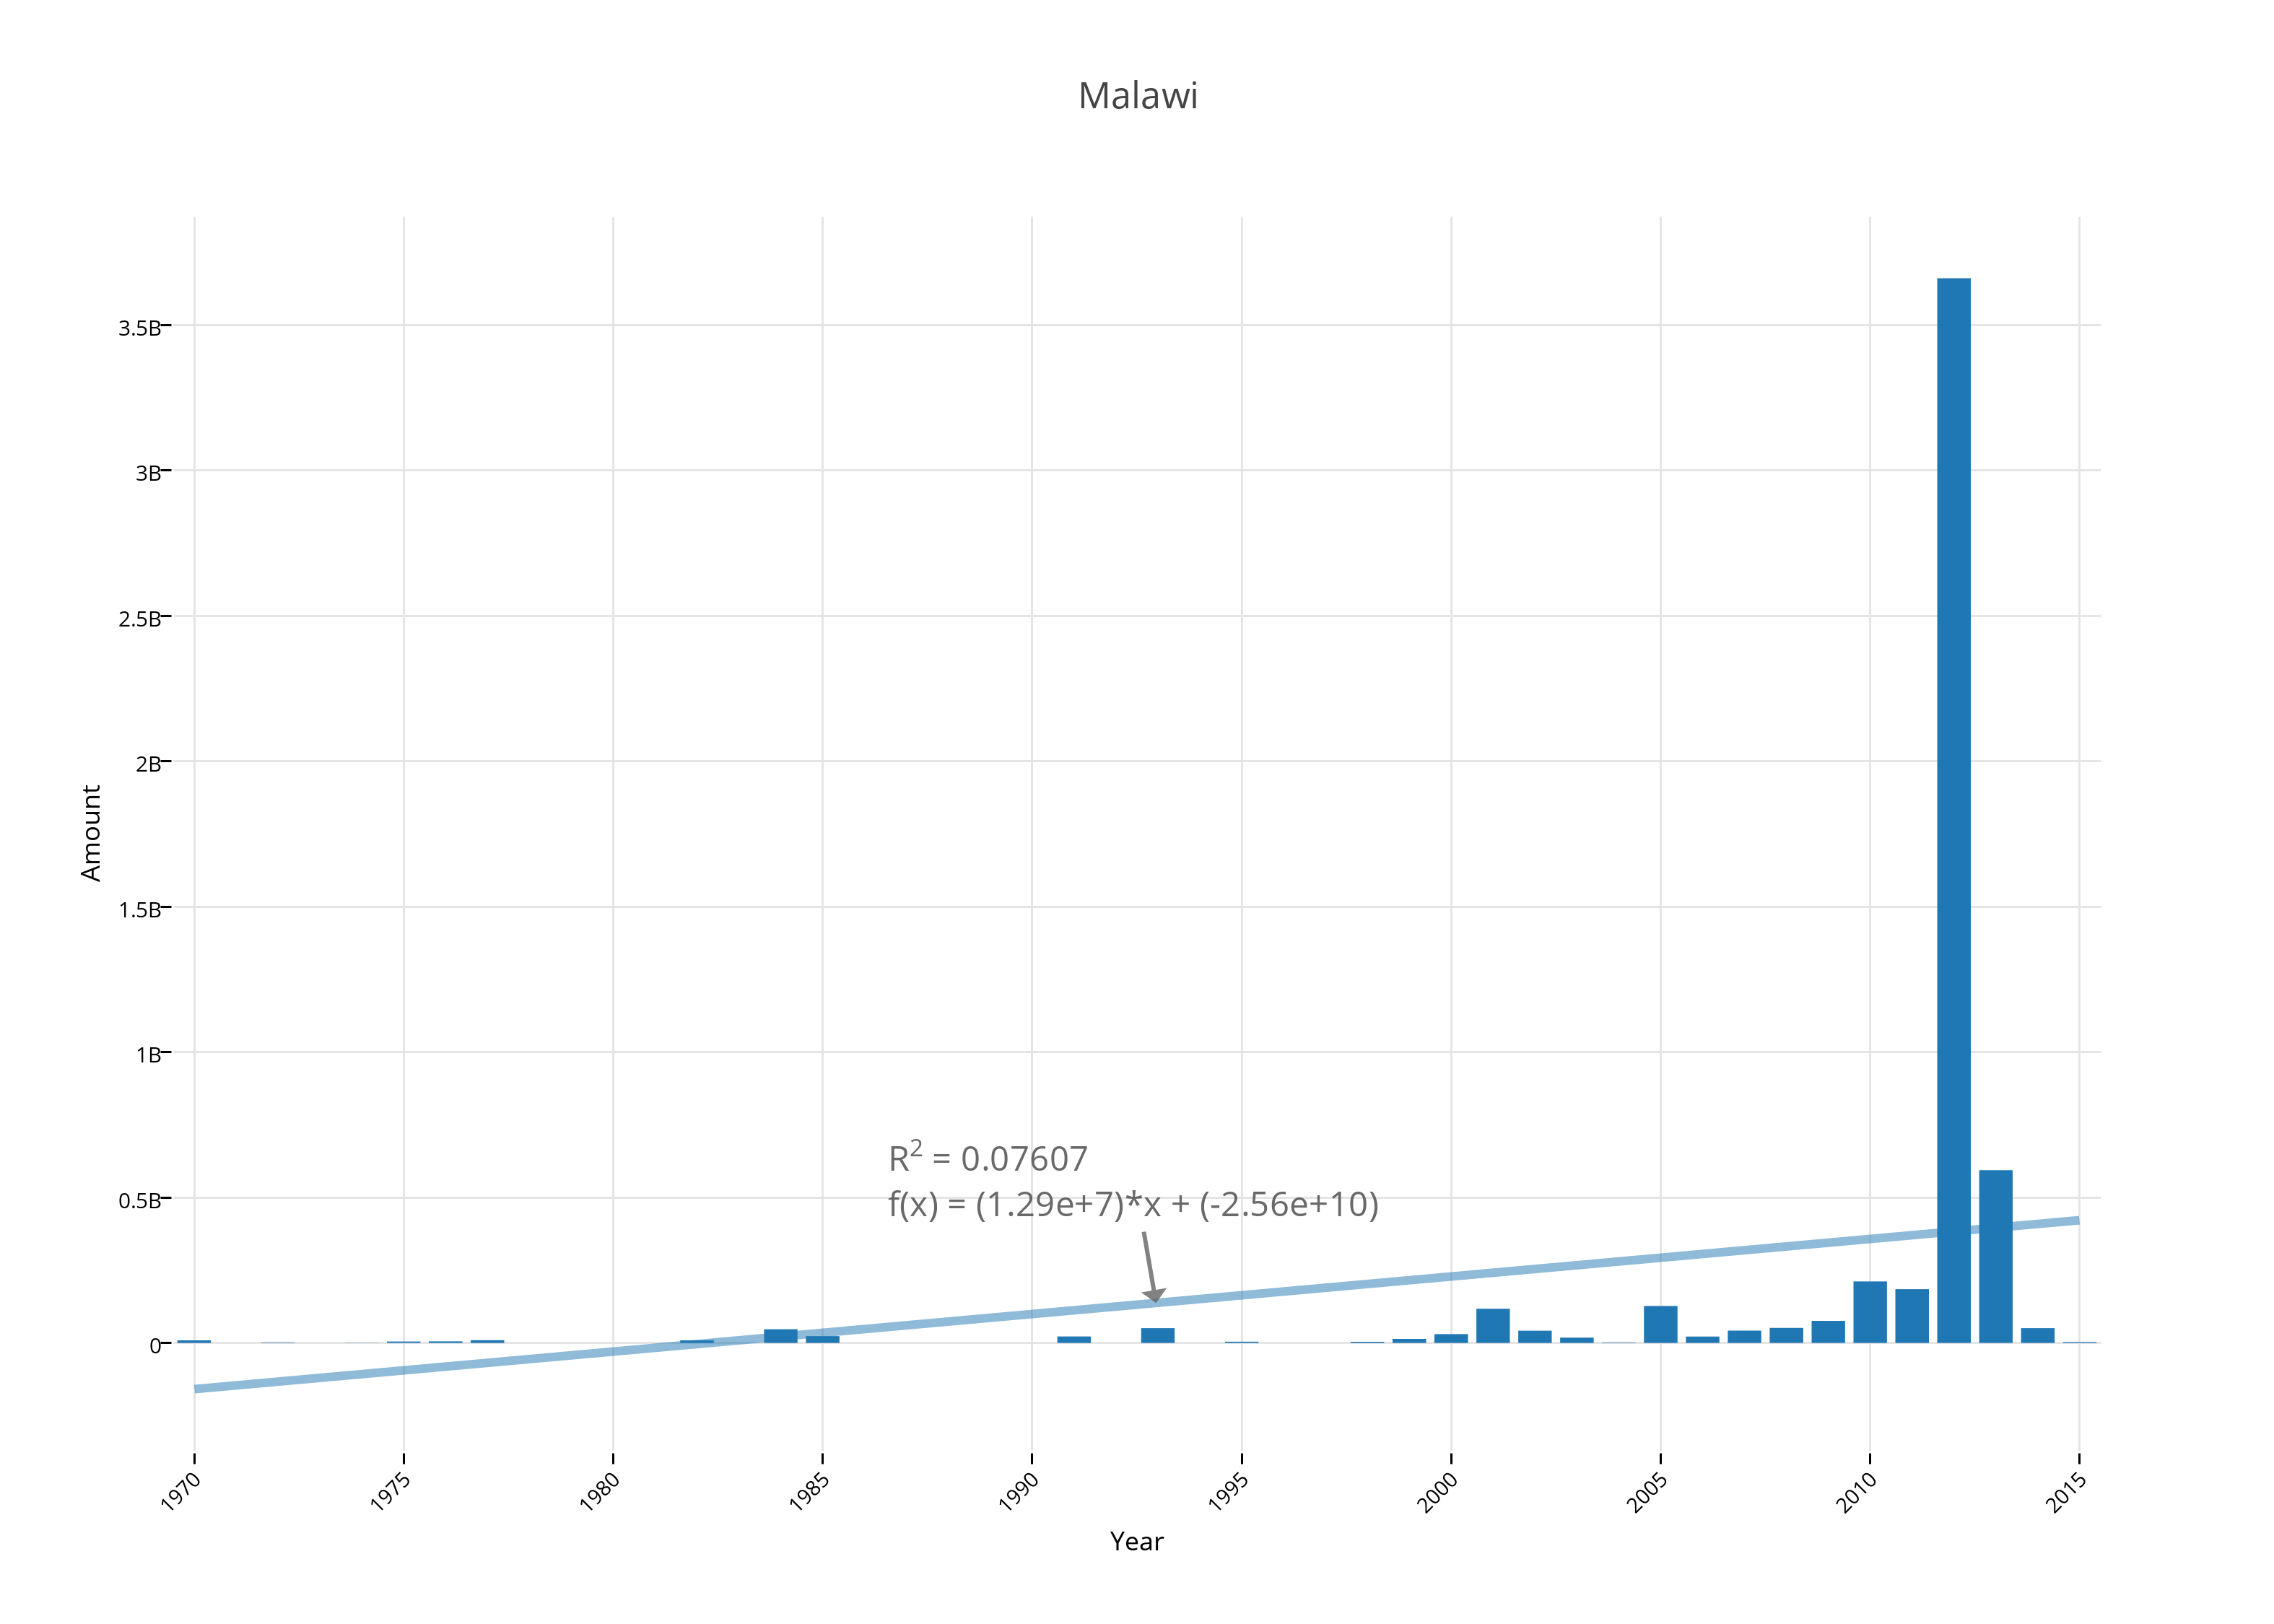 Malawi
3.5B
3B
2.5B
2B
1.5B
1B
0.5B
0
Amount
R² = 0.07607
f(x) = (1.29e+7)*x + (-2.56e+10)
1970
1975
1980
1985
1990
1995
2000
2005
2010
2015
Year